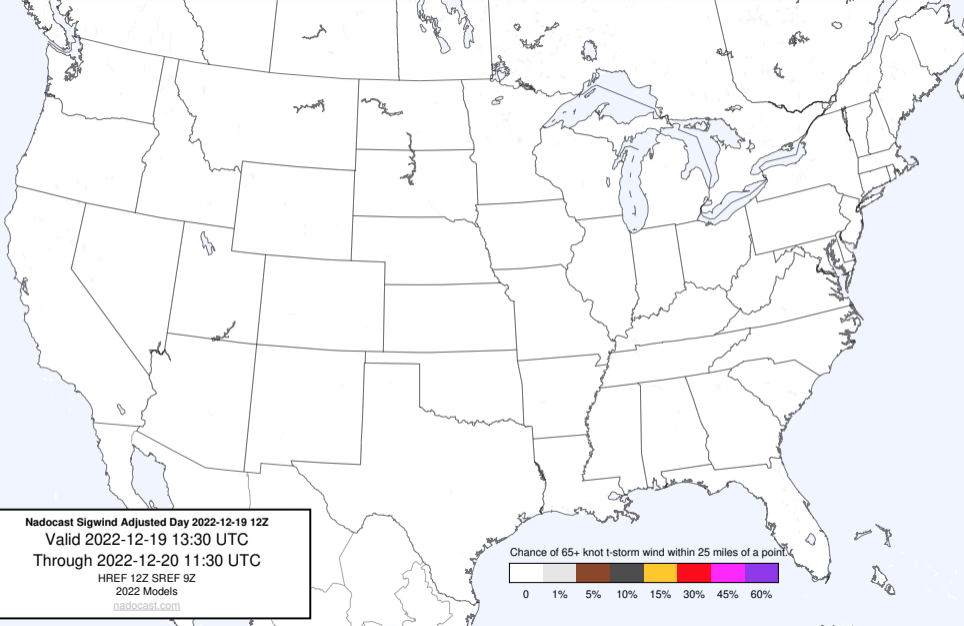 Nadocast Sigwind Adjusted Day 2022-12-19 12Z
Valid 2022-12-19 13:30 UTC
Through 2022-12-20 11:30 UTC
HREF 12Z SREF 9Z
2022 Models
nadocast.com
Chance of 65+ knot t-storm wind within 25 miles of a point.
0 1% 5% 10% 15% 30% 45% 60%